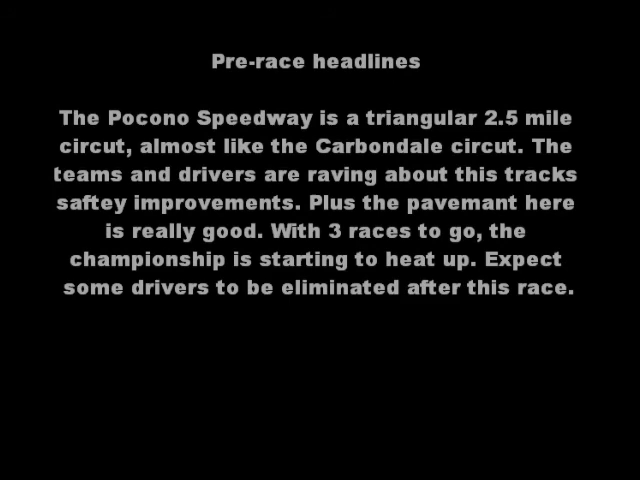 Pre-race headlines
The Pocono Speedway is a triangular 2.5 mile
circut, almost like the Carbondale circut. The
teams and drivers are raving about this tracks
saftey improvements. Plus the pavemant here
is really good. With 3 races to go, the
championship is starting to heat up. Expect
some drivers to be eliminated after this race.